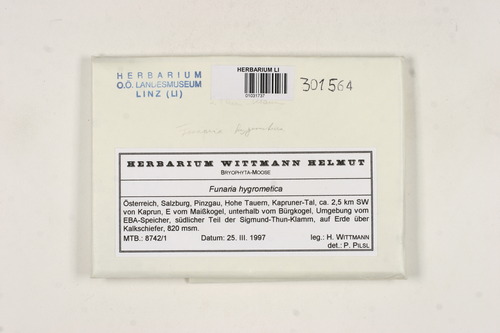 HERBARIUM
O.Ö. LANDESMUSEUM
LINZ (LI)
HERBARIUM LI
01031737
301564
Funaria hygrometrica
HERBARIUM WITTMANN HELMUT
BRYOPHYTA-MOOSE
Funaria hygrometica
Österreich, Salzburg, Pinzgau, Hohe Tauern, Kapruner-Tal, ca. 2,5 km SW
von Kaprun, E vom Maißkogel, unterhalb vom Bürgkogel, Umgebung vom
EBA-Speicher, südlicher Teil der Sigmund-Thun-Klamm, auf Erde über
Kalkschiefer, 820 msm.
MTB.: 8742/1 Datum: 25. III. 1997 leg.: H. WITTMANN
det.: P. PILSL